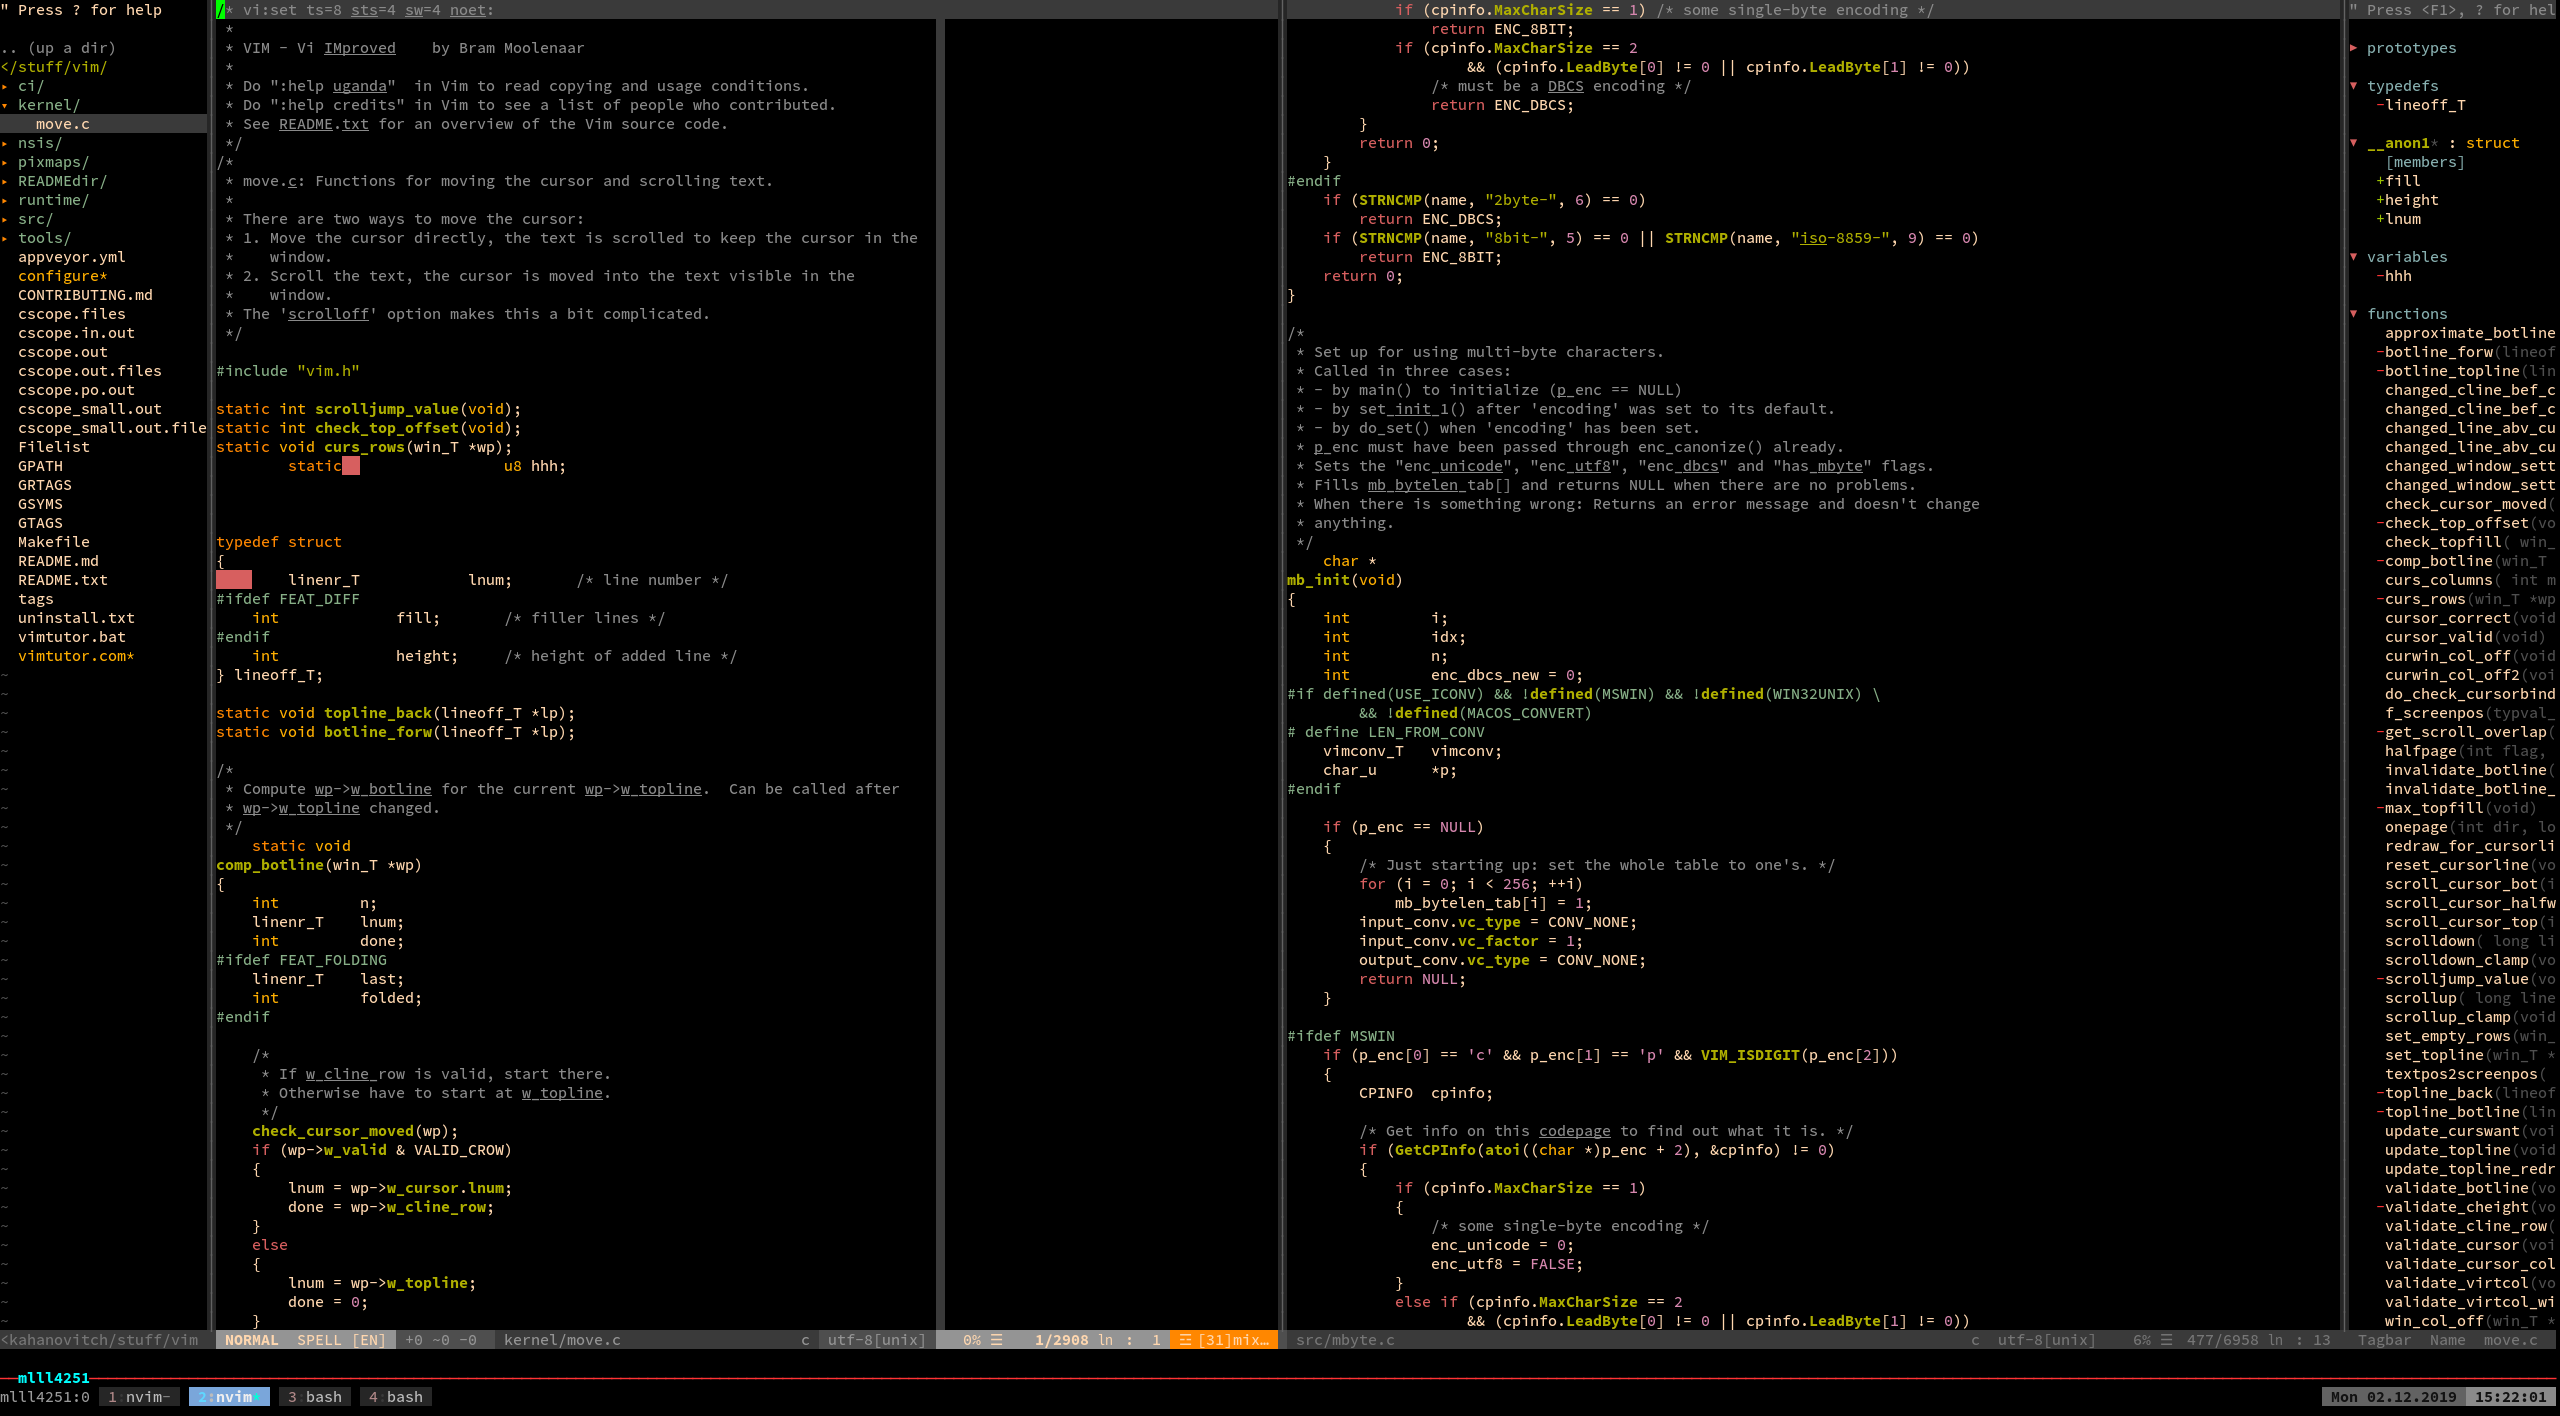 " Press ? for help
.. (up a dir)
</stuff/vim/
▸ ci/
▾ kernel/
move.c
▸ nsis/
▸ pixmaps/
▸ READMEdir/
▸ runtime/
▸ src/
▸ tools/
appveyor.yml
configure*
CONTRIBUTING.md
cscope.files
cscope.in.out
cscope.out
cscope.out.files
cscope.po.out
cscope_small.out
cscope_small.out.file
Filelist
GPATH
GRTAGS
GSYMS
GTAGS
Makefile
README.md
README.txt
tags
uninstall.txt
vimtutor.bat
vimtutor.com*
<kahanovitch/stuff/vim
/* vi:set ts=8 sts=4 sw=4 noet:
 *
 * VIM - Vi IMproved    by Bram Moolenaar
 *
 * Do ":help uganda"  in Vim to read copying and usage conditions.
 * Do ":help credits" in Vim to see a list of people who contributed.
 * See README.txt for an overview of the Vim source code.
 */
/*
 * move.c: Functions for moving the cursor and scrolling text.
 *
 * There are two ways to move the cursor:
 * 1. Move the cursor directly, the text is scrolled to keep the cursor in the
 *    window.
 * 2. Scroll the text, the cursor is moved into the text visible in the
 *    window.
 * The 'scrolloff' option makes this a bit complicated.
 */
#include "vim.h"
static int scrolljump_value(void);
static int check_top_offset(void);
static void curs_rows(win_T *wp);
        static                u8 hhh;
typedef struct
{
        linenr_T            lnum;       /* line number */
#ifdef FEAT_DIFF
    int             fill;       /* filler lines */
#endif
    int             height;     /* height of added line */
} lineoff_T;
static void topline_back(lineoff_T *lp);
static void botline_forw(lineoff_T *lp);
/*
 * Compute wp->w_botline for the current wp->w_topline.  Can be called after
 * wp->w_topline changed.
 */
    static void
comp_botline(win_T *wp)
{
    int         n;
    linenr_T    lnum;
    int         done;
#ifdef FEAT_FOLDING
    linenr_T    last;
    int         folded;
#endif
    /*
     * If w_cline_row is valid, start there.
     * Otherwise have to start at w_topline.
     */
    check_cursor_moved(wp);
    if (wp->w_valid & VALID_CROW)
    {
        lnum = wp->w_cursor.lnum;
        done = wp->w_cline_row;
    }
    else
    {
        lnum = wp->w_topline;
        done = 0;
    }
NORMAL  SPELL [EN]  +0 ~0 -0  kernel/move.c  c  utf-8[unix]  0% ☰  1/2908 ln :  1  ☲ [31]mix…
            if (cpinfo.MaxCharSize == 1) /* some single-byte encoding */
                return ENC_8BIT;
            if (cpinfo.MaxCharSize == 2
                    && (cpinfo.LeadByte[0] != 0 || cpinfo.LeadByte[1] != 0))
                /* must be a DBCS encoding */
                return ENC_DBCS;
        }
        return 0;
    }
#endif
    if (STRNCMP(name, "2byte-", 6) == 0)
        return ENC_DBCS;
    if (STRNCMP(name, "8bit-", 5) == 0 || STRNCMP(name, "iso-8859-", 9) == 0)
        return ENC_8BIT;
    return 0;
}
/*
 * Set up for using multi-byte characters.
 * Called in three cases:
 * - by main() to initialize (p_enc == NULL)
 * - by set_init_1() after 'encoding' was set to its default.
 * - by do_set() when 'encoding' has been set.
 * p_enc must have been passed through enc_canonize() already.
 * Sets the "enc_unicode", "enc_utf8", "enc_dbcs" and "has_mbyte" flags.
 * Fills mb_bytelen_tab[] and returns NULL when there are no problems.
 * When there is something wrong: Returns an error message and doesn't change
 * anything.
 */
    char *
mb_init(void)
{
    int         i;
    int         idx;
    int         n;
    int         enc_dbcs_new = 0;
#if defined(USE_ICONV) && !defined(MSWIN) && !defined(WIN32UNIX) \
        && !defined(MACOS_CONVERT)
# define LEN_FROM_CONV
    vimconv_T   vimconv;
    char_u      *p;
#endif
    if (p_enc == NULL)
    {
        /* Just starting up: set the whole table to one's. */
        for (i = 0; i < 256; ++i)
            mb_bytelen_tab[i] = 1;
        input_conv.vc_type = CONV_NONE;
        input_conv.vc_factor = 1;
        output_conv.vc_type = CONV_NONE;
        return NULL;
    }
#ifdef MSWIN
    if (p_enc[0] == 'c' && p_enc[1] == 'p' && VIM_ISDIGIT(p_enc[2]))
    {
        CPINFO  cpinfo;
        /* Get info on this codepage to find out what it is. */
        if (GetCPInfo(atoi((char *)p_enc + 2), &cpinfo) != 0)
        {
            if (cpinfo.MaxCharSize == 1)
            {
                /* some single-byte encoding */
                enc_unicode = 0;
                enc_utf8 = FALSE;
            }
            else if (cpinfo.MaxCharSize == 2
                    && (cpinfo.LeadByte[0] != 0 || cpinfo.LeadByte[1] != 0))
src/mbyte.c  c  utf-8[unix]  6% ☰  477/6958 ln : 13
" Press <F1>, ? for hel
▸ prototypes
▼ typedefs
-lineoff_T
▼ __anon1* : struct
[members]
+fill
+height
+lnum
▼ variables
-hhh
▼ functions
approximate_botline
-botline_forw(lineof
-botline_topline(lin
changed_cline_bef_c
changed_cline_bef_c
changed_line_abv_cu
changed_line_abv_cu
changed_window_sett
changed_window_sett
check_cursor_moved(
-check_top_offset(vo
check_topfill( win_
-comp_botline(win_T
curs_columns( int m
-curs_rows(win_T *wp
cursor_correct(void
cursor_valid(void)
curwin_col_off(void
curwin_col_off2(voi
do_check_cursorbind
f_screenpos(typval_
-get_scroll_overlap(
halfpage(int flag,
invalidate_botline(
invalidate_botline_
-max_topfill(void)
onepage(int dir, lo
redraw_for_cursorli
reset_cursorline(vo
scroll_cursor_bot(i
scroll_cursor_halfw
scroll_cursor_top(i
scrolldown( long li
scrolldown_clamp(vo
-scrolljump_value(vo
scrollup( long line
scrollup_clamp(void
set_empty_rows(win_
set_topline(win_T *
textpos2screenpos(
-topline_back(lineof
-topline_botline(lin
update_curswant(voi
update_topline(void
update_topline_redr
validate_botline(vo
-validate_cheight(vo
validate_cline_row(
validate_cursor(voi
validate_cursor_col
validate_virtcol(vo
validate_virtcol_wi
win_col_off(win_T *
Tagbar  Name  move.c
mlll4251
mlll4251:0  1:nvim-  2:nvim*  3:bash  4:bash  Mon 02.12.2019  15:22:01